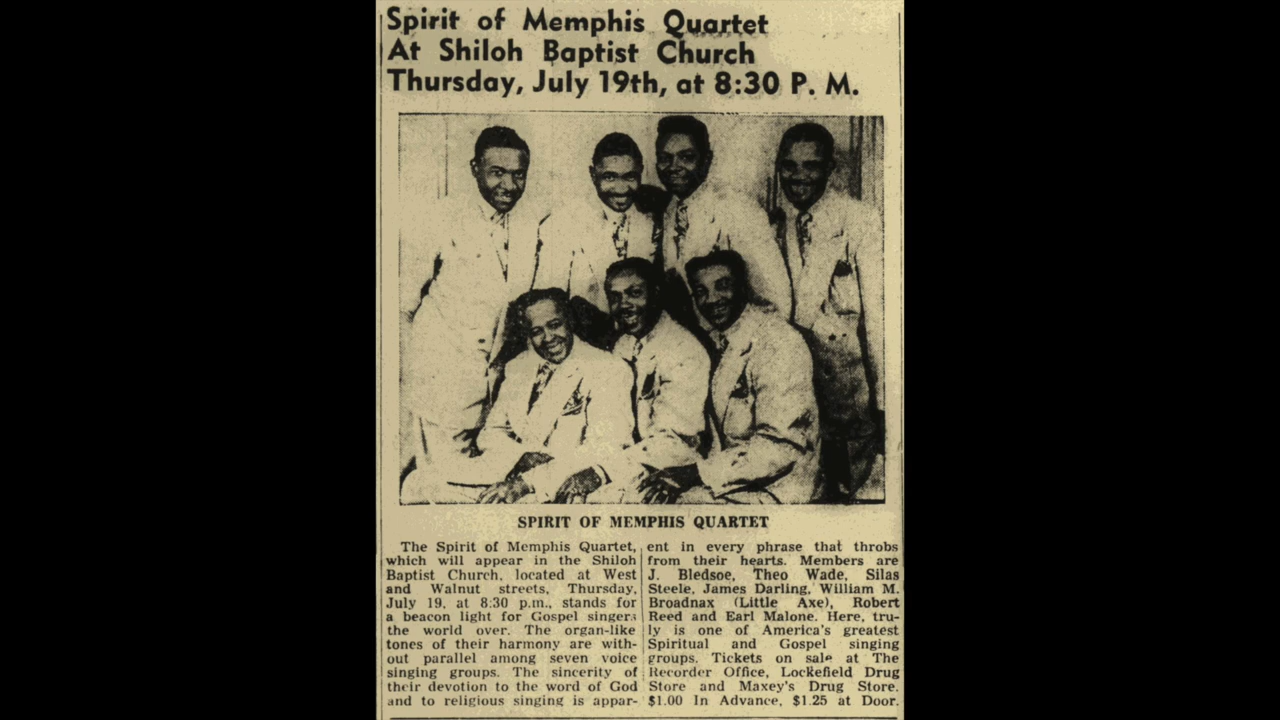 Spirit of Memphis Quartet
At Shiloh Baptist Church
Thursday, July 19th, at 8:30 P. M.
SPIRIT OF MEMPHIS QUARTET
The Spirit of Memphis Quartet,
which will appear in the Shiloh
Baptist Church, located at West
and Walnut streets, Thursday,
July 19, at 8:30 p.m., stands for
a beacon light for Gospel singers
the world over. The organ-like
tones of their harmony are with-
out parallel among seven voice
singing groups. The sincerity of
their devotion to the word of God
and to religious singing is appar-
ent in every phrase that throbs
from their hearts. Members are
J. Bledsoe, Theo Wade, Silas
Steele, James Darling, William M.
Broadnax (Little Axe), Robert
Reed and Earl Malone. Here, tru-
ly is one of America's greatest
Spiritual and Gospel singing
groups. Tickets on sale at The
Recorder Office, Lockefield Drug
Store and Maxey's Drug Store.
$1.00 In Advance, $1.25 at Door.